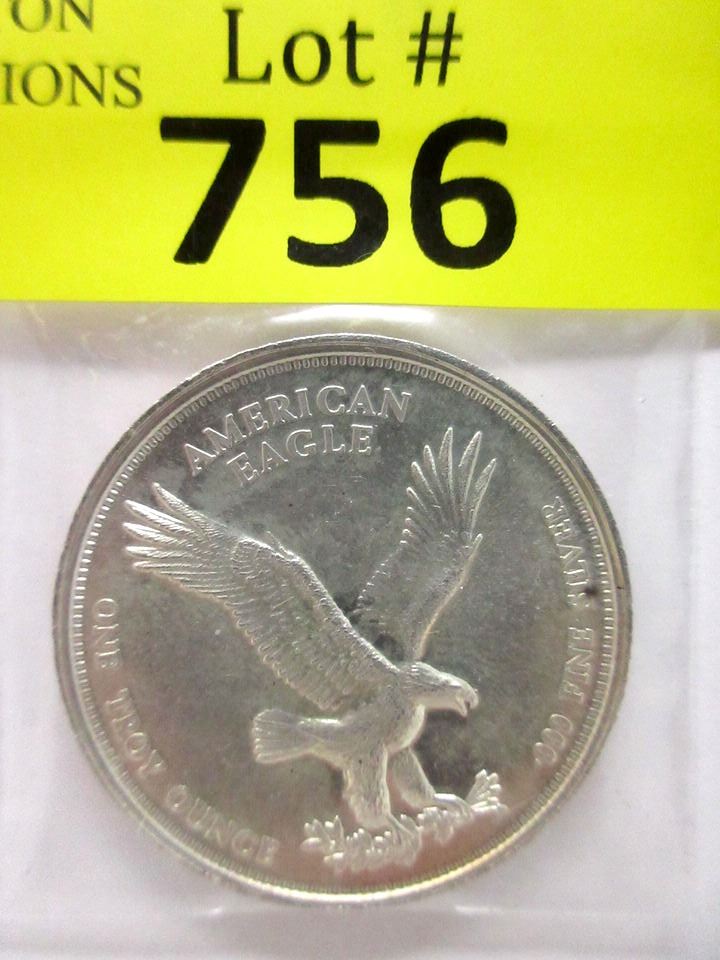 ON
IONS
Lot #
756
AMERICAN
EAGLE
ONE TROY OUNCE
999 FINE SILVER